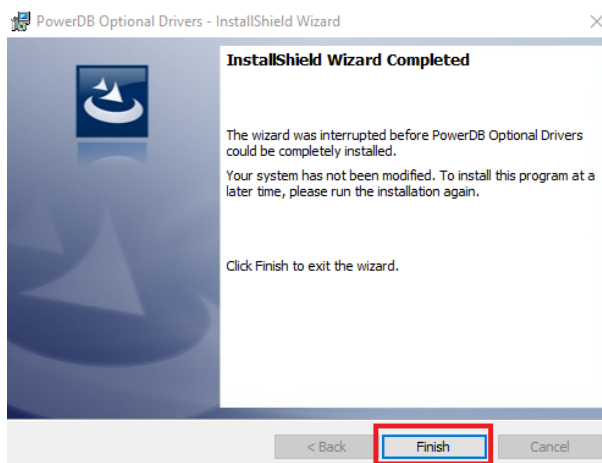 PowerDB Optional Drivers - InstallShield Wizard
InstallShield Wizard Completed
The wizard was interrupted before PowerDB Optional Drivers
could be completely installed.
Your system has not been modified. To install this program at a
later time, please run the installation again.
Click Finish to exit the wizard.
< Back Finish Cancel